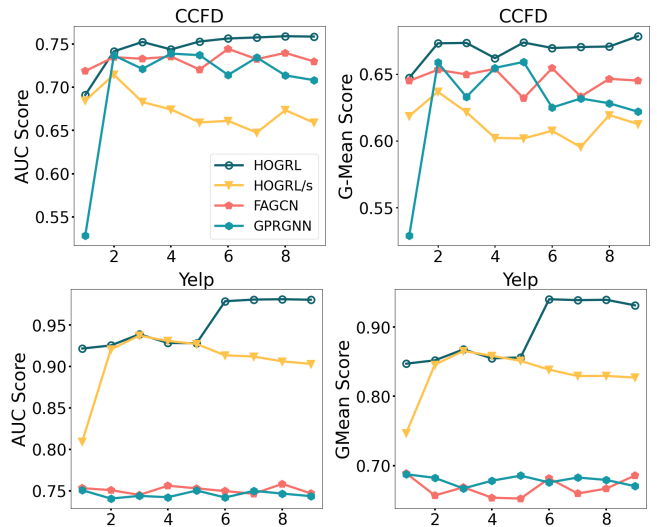 CCFD
AUC Score
0.75
0.70
0.65
0.60
0.55
2 4 6 8
HOGRL
HOGRL/s
FAGCN
GPRGNN
CCFD
G-Mean Score
0.65
0.60
0.55
2 4 6 8
Yelp
AUC Score
0.95
0.90
0.85
0.80
0.75
2 4 6 8
Yelp
GMean Score
0.90
0.80
0.70
2 4 6 8